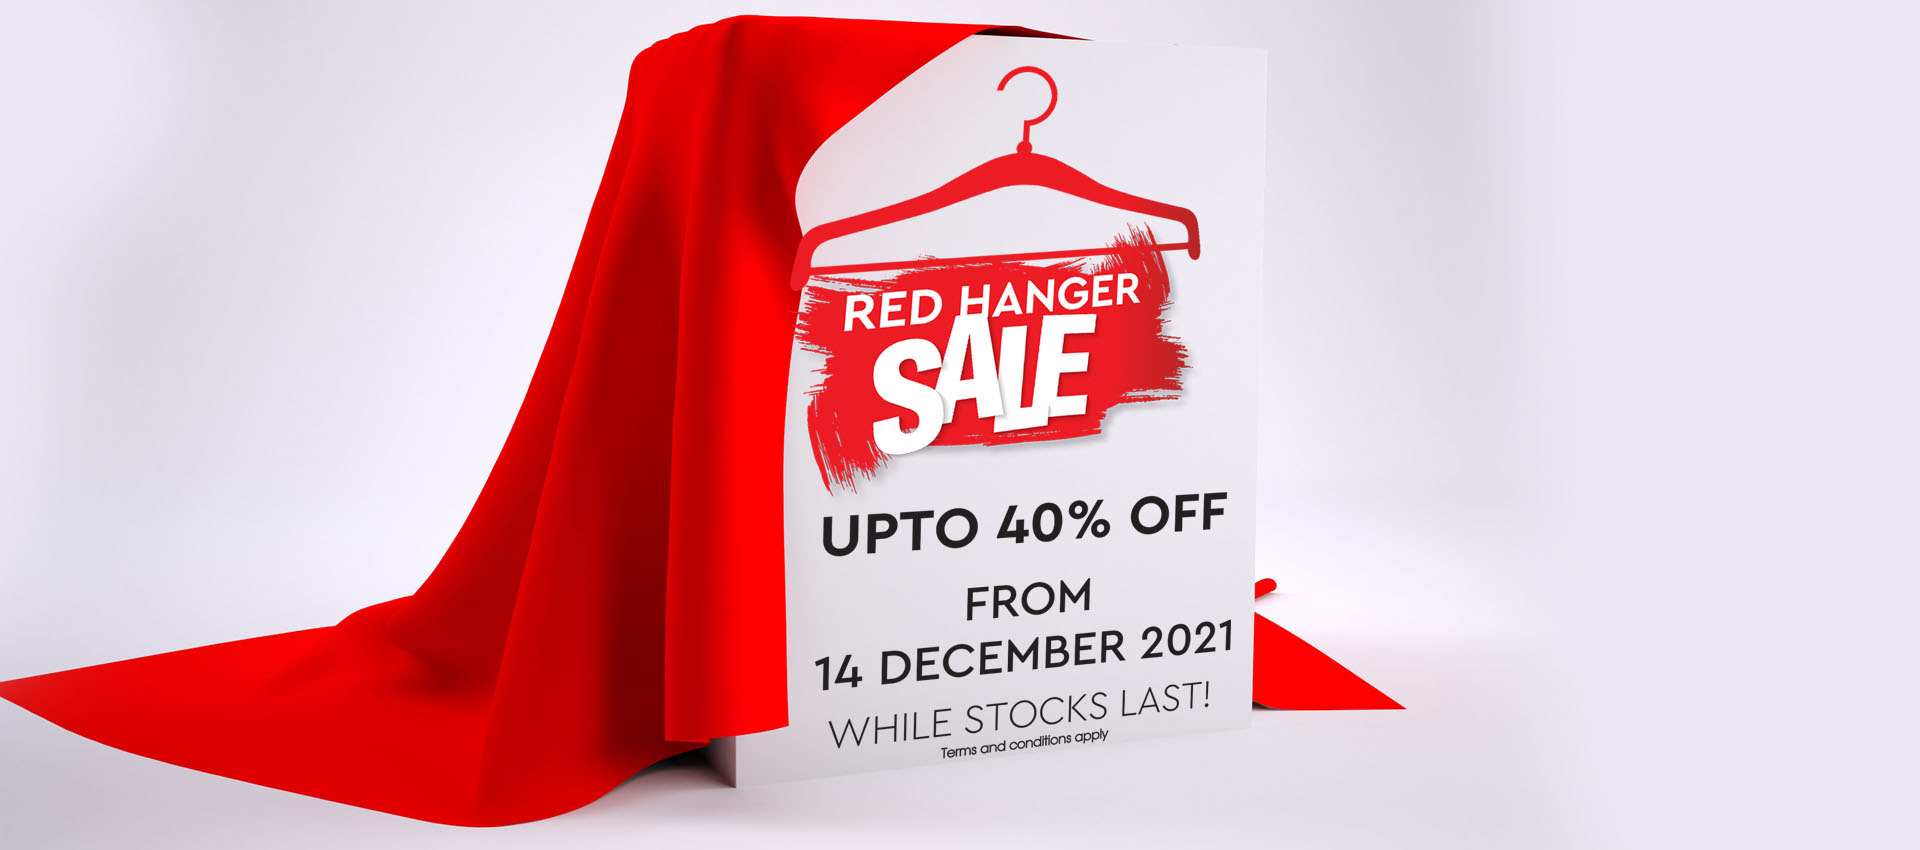 RED HANGER
SALE
UPTO 40% OFF
FROM
14 DECEMBER 2021
WHILE STOCKS LAST!
Terms and conditions apply